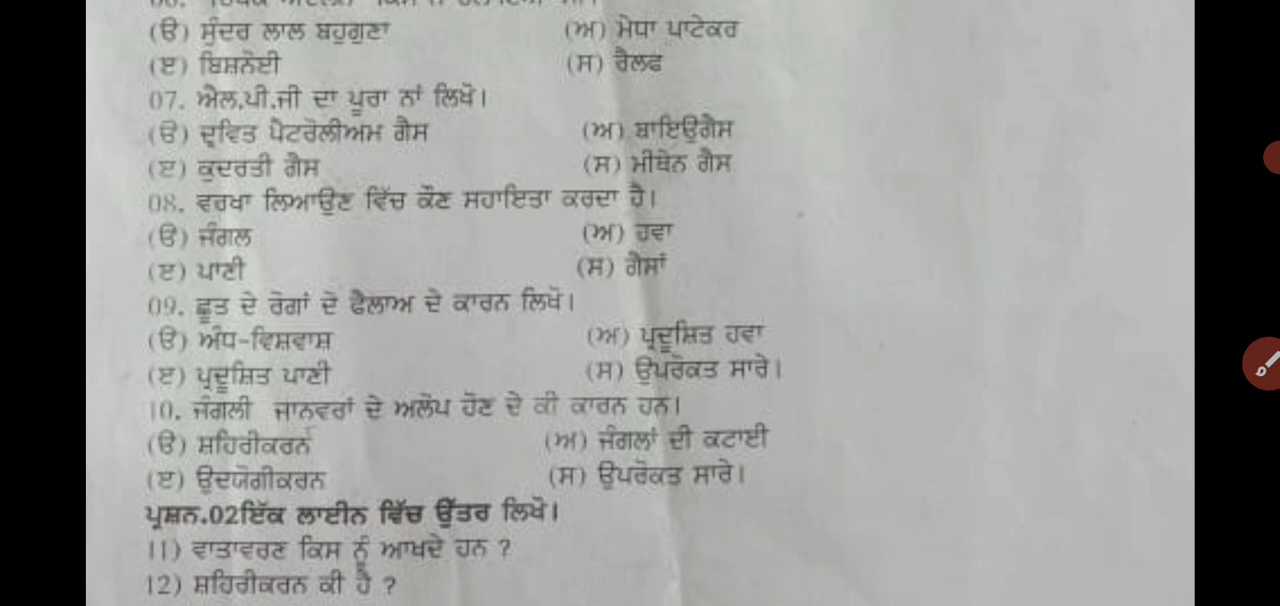 (ੳ) ਸੁੰਦਰ ਲਾਲ ਬਹੁਗੁਣਾ (ਅ) ਮੇਧਾ ਪਾਟੇਕਰ
(ੲ) ਬਿਸ਼ਨੋਈ (ਸ) ਰੈਲਫ
07. ਐਲ.ਪੀ.ਜੀ ਦਾ ਪੂਰਾ ਨਾਂ ਲਿਖੋ।
(ੳ) ਦ੍ਰਵਿਤ ਪੈਟਰੋਲੀਅਮ ਗੈਸ (ਅ) ਬਾਇਉਗੈਸ
(ੲ) ਕੁਦਰਤੀ ਗੈਸ (ਸ) ਮੀਥੇਨ ਗੈਸ
08. ਵਰਖਾ ਲਿਆਉਣ ਵਿੱਚ ਕੌਣ ਸਹਾਇਤਾ ਕਰਦਾ ਹੈ।
(ੳ) ਜੰਗਲ (ਅ) ਹਵਾ
(ੲ) ਪਾਣੀ (ਸ) ਗੈਸਾਂ
09. ਛੂਤ ਦੇ ਰੋਗਾਂ ਦੇ ਫੈਲਾਅ ਦੇ ਕਾਰਨ ਲਿਖੋ।
(ੳ) ਅੰਧ-ਵਿਸ਼ਵਾਸ਼ (ਅ) ਪ੍ਰਦੂਸ਼ਿਤ ਹਵਾ
(ੲ) ਪ੍ਰਦੂਸ਼ਿਤ ਪਾਣੀ (ਸ) ਉਪਰੋਕਤ ਸਾਰੇ।
10. ਜੰਗਲੀ ਜਾਨਵਰਾਂ ਦੇ ਅਲੋਪ ਹੋਣ ਦੇ ਕੀ ਕਾਰਨ ਹਨ।
(ੳ) ਸ਼ਹਿਰੀਕਰਨ (ਅ) ਜੰਗਲਾਂ ਦੀ ਕਟਾਈ
(ੲ) ਉਦਯੋਗੀਕਰਨ (ਸ) ਉਪਰੋਕਤ ਸਾਰੇ।
ਪ੍ਰਸ਼ਨ.02ਇੱਕ ਲਾਈਨ ਵਿੱਚ ਉੱਤਰ ਲਿਖੋ।
11) ਵਾਤਾਵਰਣ ਕਿਸ ਨੂੰ ਆਖਦੇ ਹਨ ?
12) ਸ਼ਹਿਰੀਕਰਨ ਕੀ ਹੈ ?